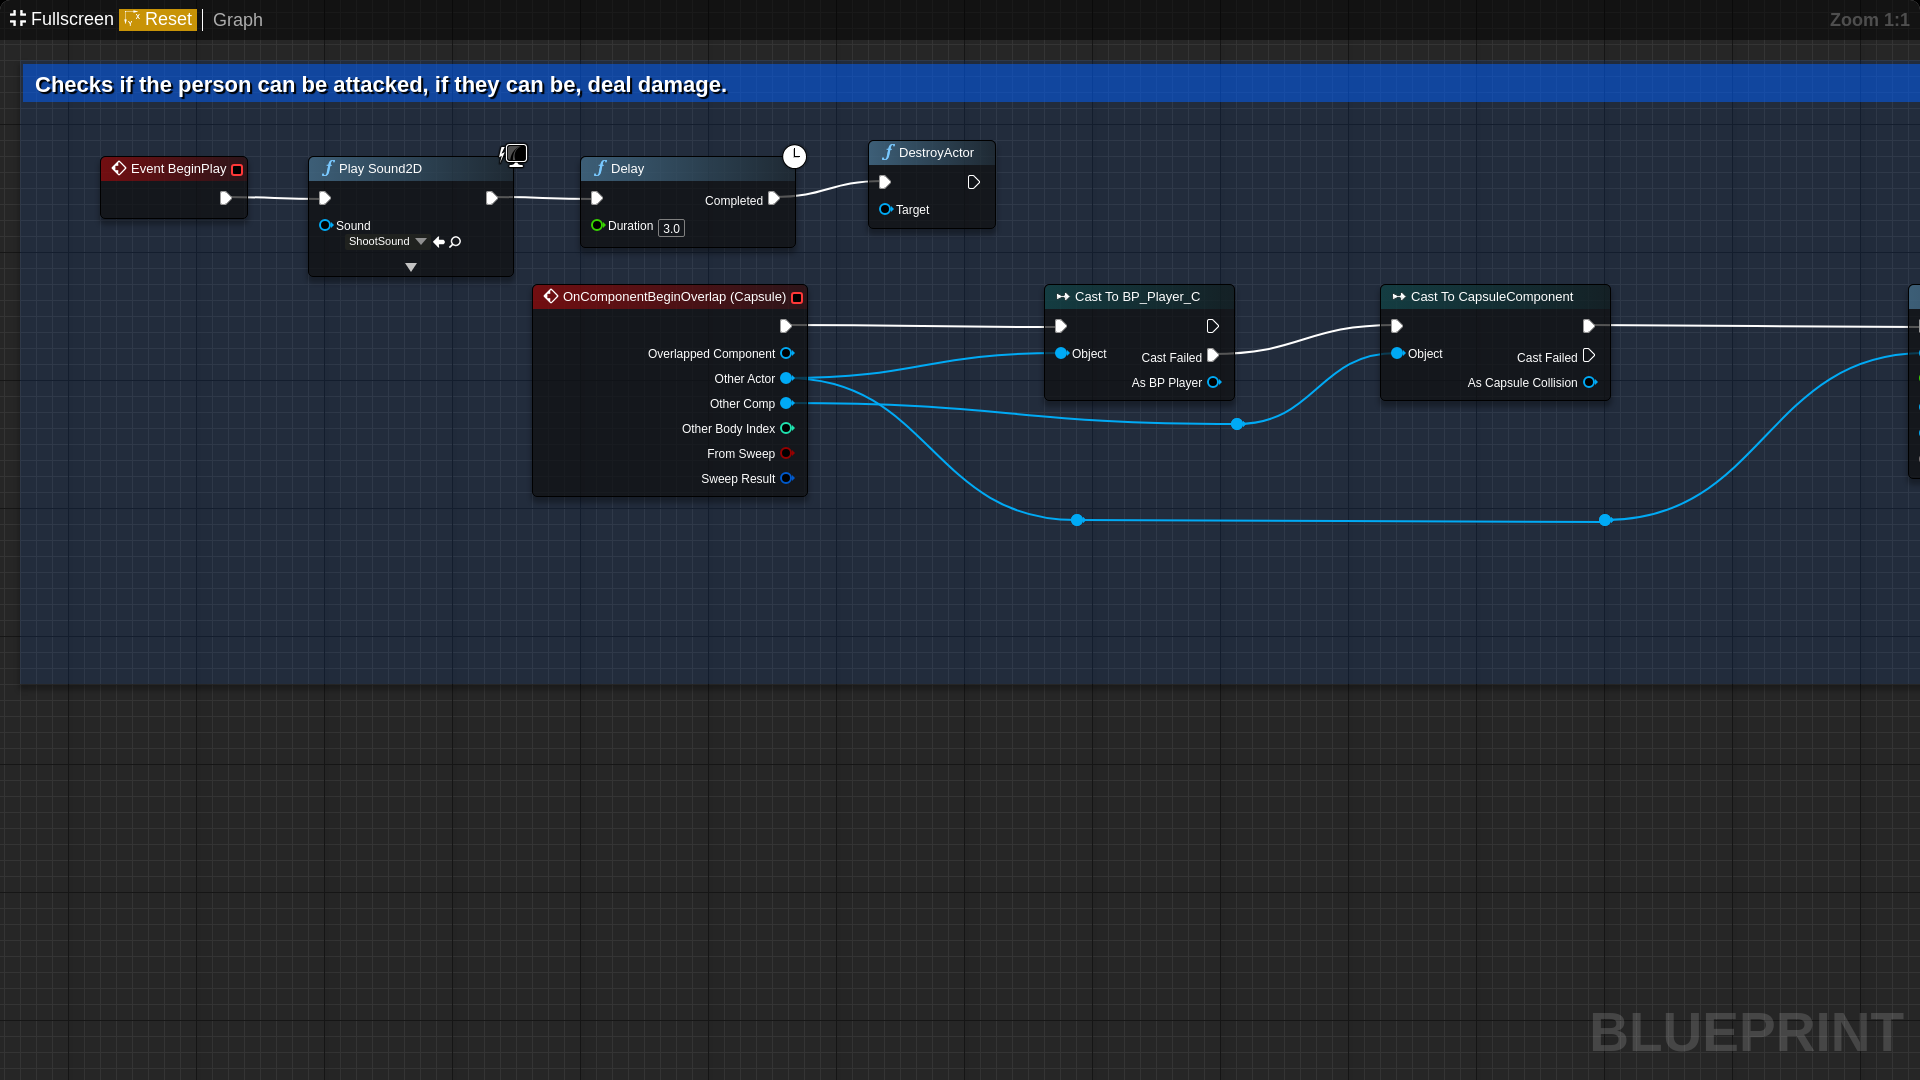 Fullscreen Reset Graph Zoom 1:1
Checks if the person can be attacked, if they can be, deal damage.
Event BeginPlay
Play Sound2D
Sound
ShootSound
Delay
Completed
Duration 3.0
DestroyActor
Target
OnComponentBeginOverlap (Capsule)
Overlapped Component
Other Actor
Other Comp
Other Body Index
From Sweep
Sweep Result
Cast To BP_Player_C
Object Cast Failed
As BP Player
Cast To CapsuleComponent
Object Cast Failed
As Capsule Collision
BLUEPRINT